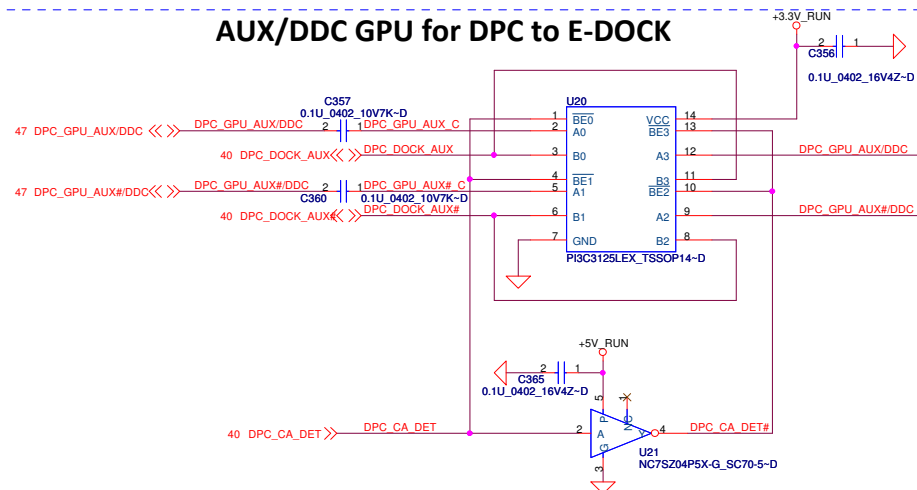 AUX/DDC GPU for DPC to E-DOCK
+3.3V_RUN
2 1
C356
0.1U_0402_16V4Z~D
C357
0.1U_0402_10V7K~D
U20
47 DPC_GPU_AUX/DDC
DPC_GPU_AUX/DDC 2 1 DPC_GPU_AUX_C
40 DPC_DOCK_AUX
DPC_DOCK_AUX
47 DPC_GPU_AUX#/DDC
DPC_GPU_AUX#/DDC 2 1 DPC_GPU_AUX#_C
C360
0.1U_0402_10V7K~D
40 DPC_DOCK_AUX#
DPC_DOCK_AUX#
1 BE0 VCC 14
2 A0 BE3 13
3 B0 A3 12
4 BE1 B3 11
5 A1 BE2 10
6 B1 A2 9
7 GND B2 8
DPC_GPU_AUX/DDC
DPC_GPU_AUX#/DDC
PI3C3125LEX_TSSOP14~D
+5V_RUN
2 1
C365
0.1U_0402_16V4Z~D
40 DPC_CA_DET
DPC_CA_DET
5 P
1 NC
2 A Y 4
G 3
DPC_CA_DET#
U21
NC7SZ04P5X-G_SC70-5~D